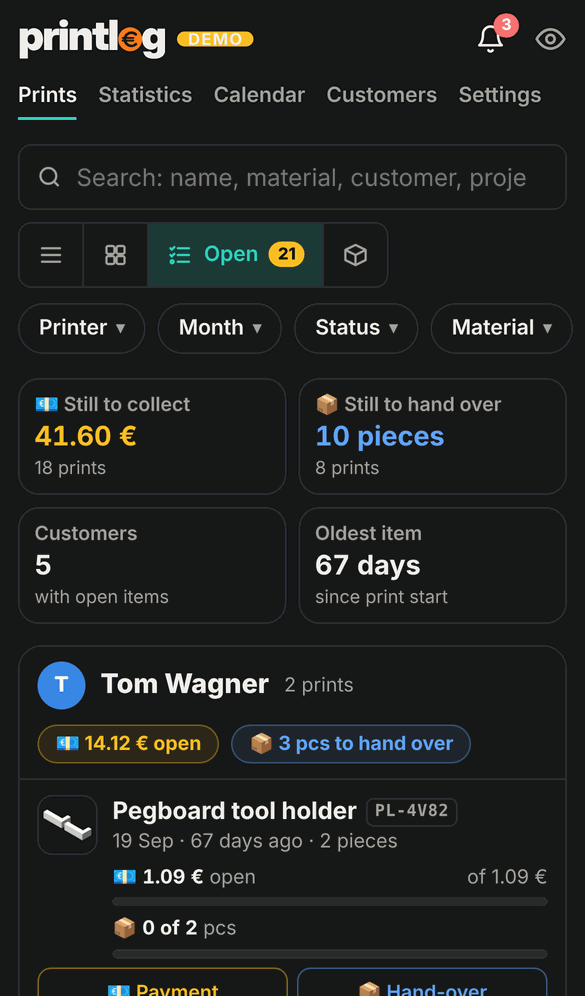 printl€g DEMO 3
Prints Statistics Calendar Customers Settings
Search: name, material, customer, proje
Open 21
Printer ▾ Month ▾ Status ▾ Material ▾
💶 Still to collect
41.60 €
18 prints
📦 Still to hand over
10 pieces
8 prints
Customers
5
with open items
Oldest item
67 days
since print start
T Tom Wagner 2 prints
💶 14.12 € open 📦 3 pcs to hand over
Pegboard tool holder PL-4V82
19 Sep · 67 days ago · 2 pieces
💶 1.09 € open of 1.09 €
📦 0 of 2 pcs
💶 Payment 📦 Hand-over